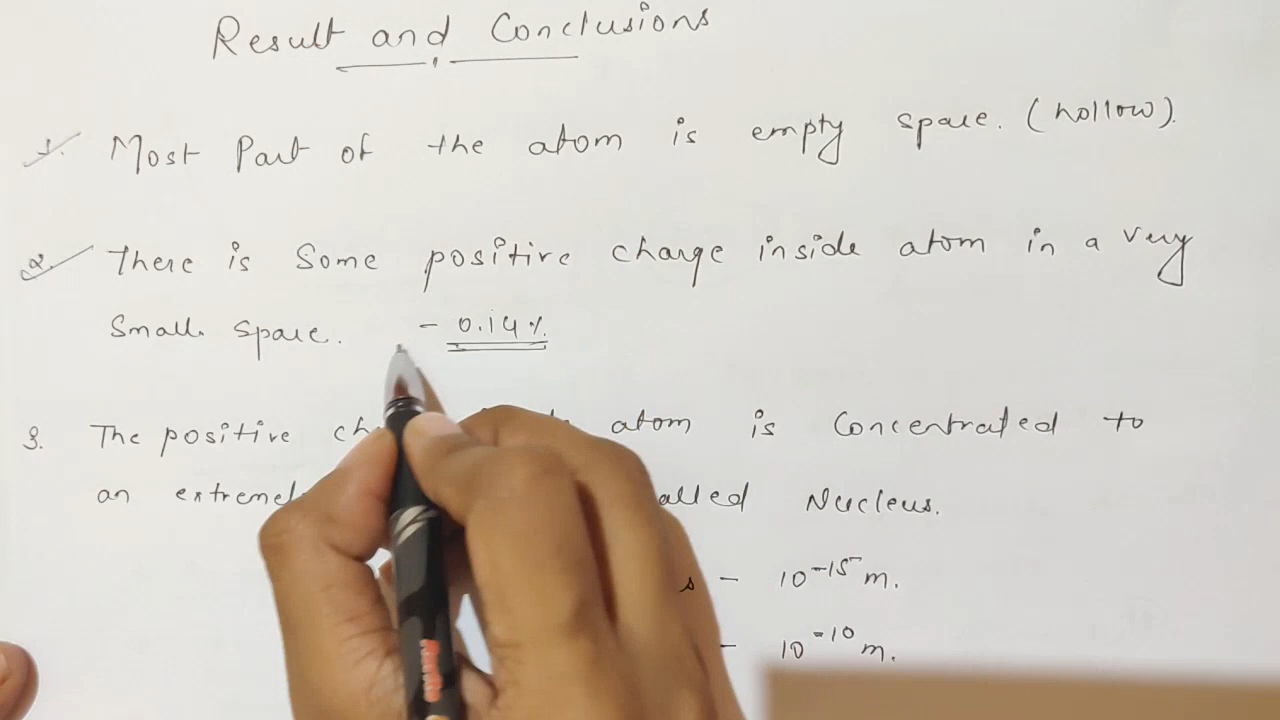 Result and Conclusions
1. Most Part of the atom is empty space. (hollow).
2. There is Some positive charge inside atom in a very
Small space. - 0.14%
3. The positive atom is Concentrated to
an Nucleus.
- 10⁻¹⁵ m.
- 10⁻¹⁰ m.